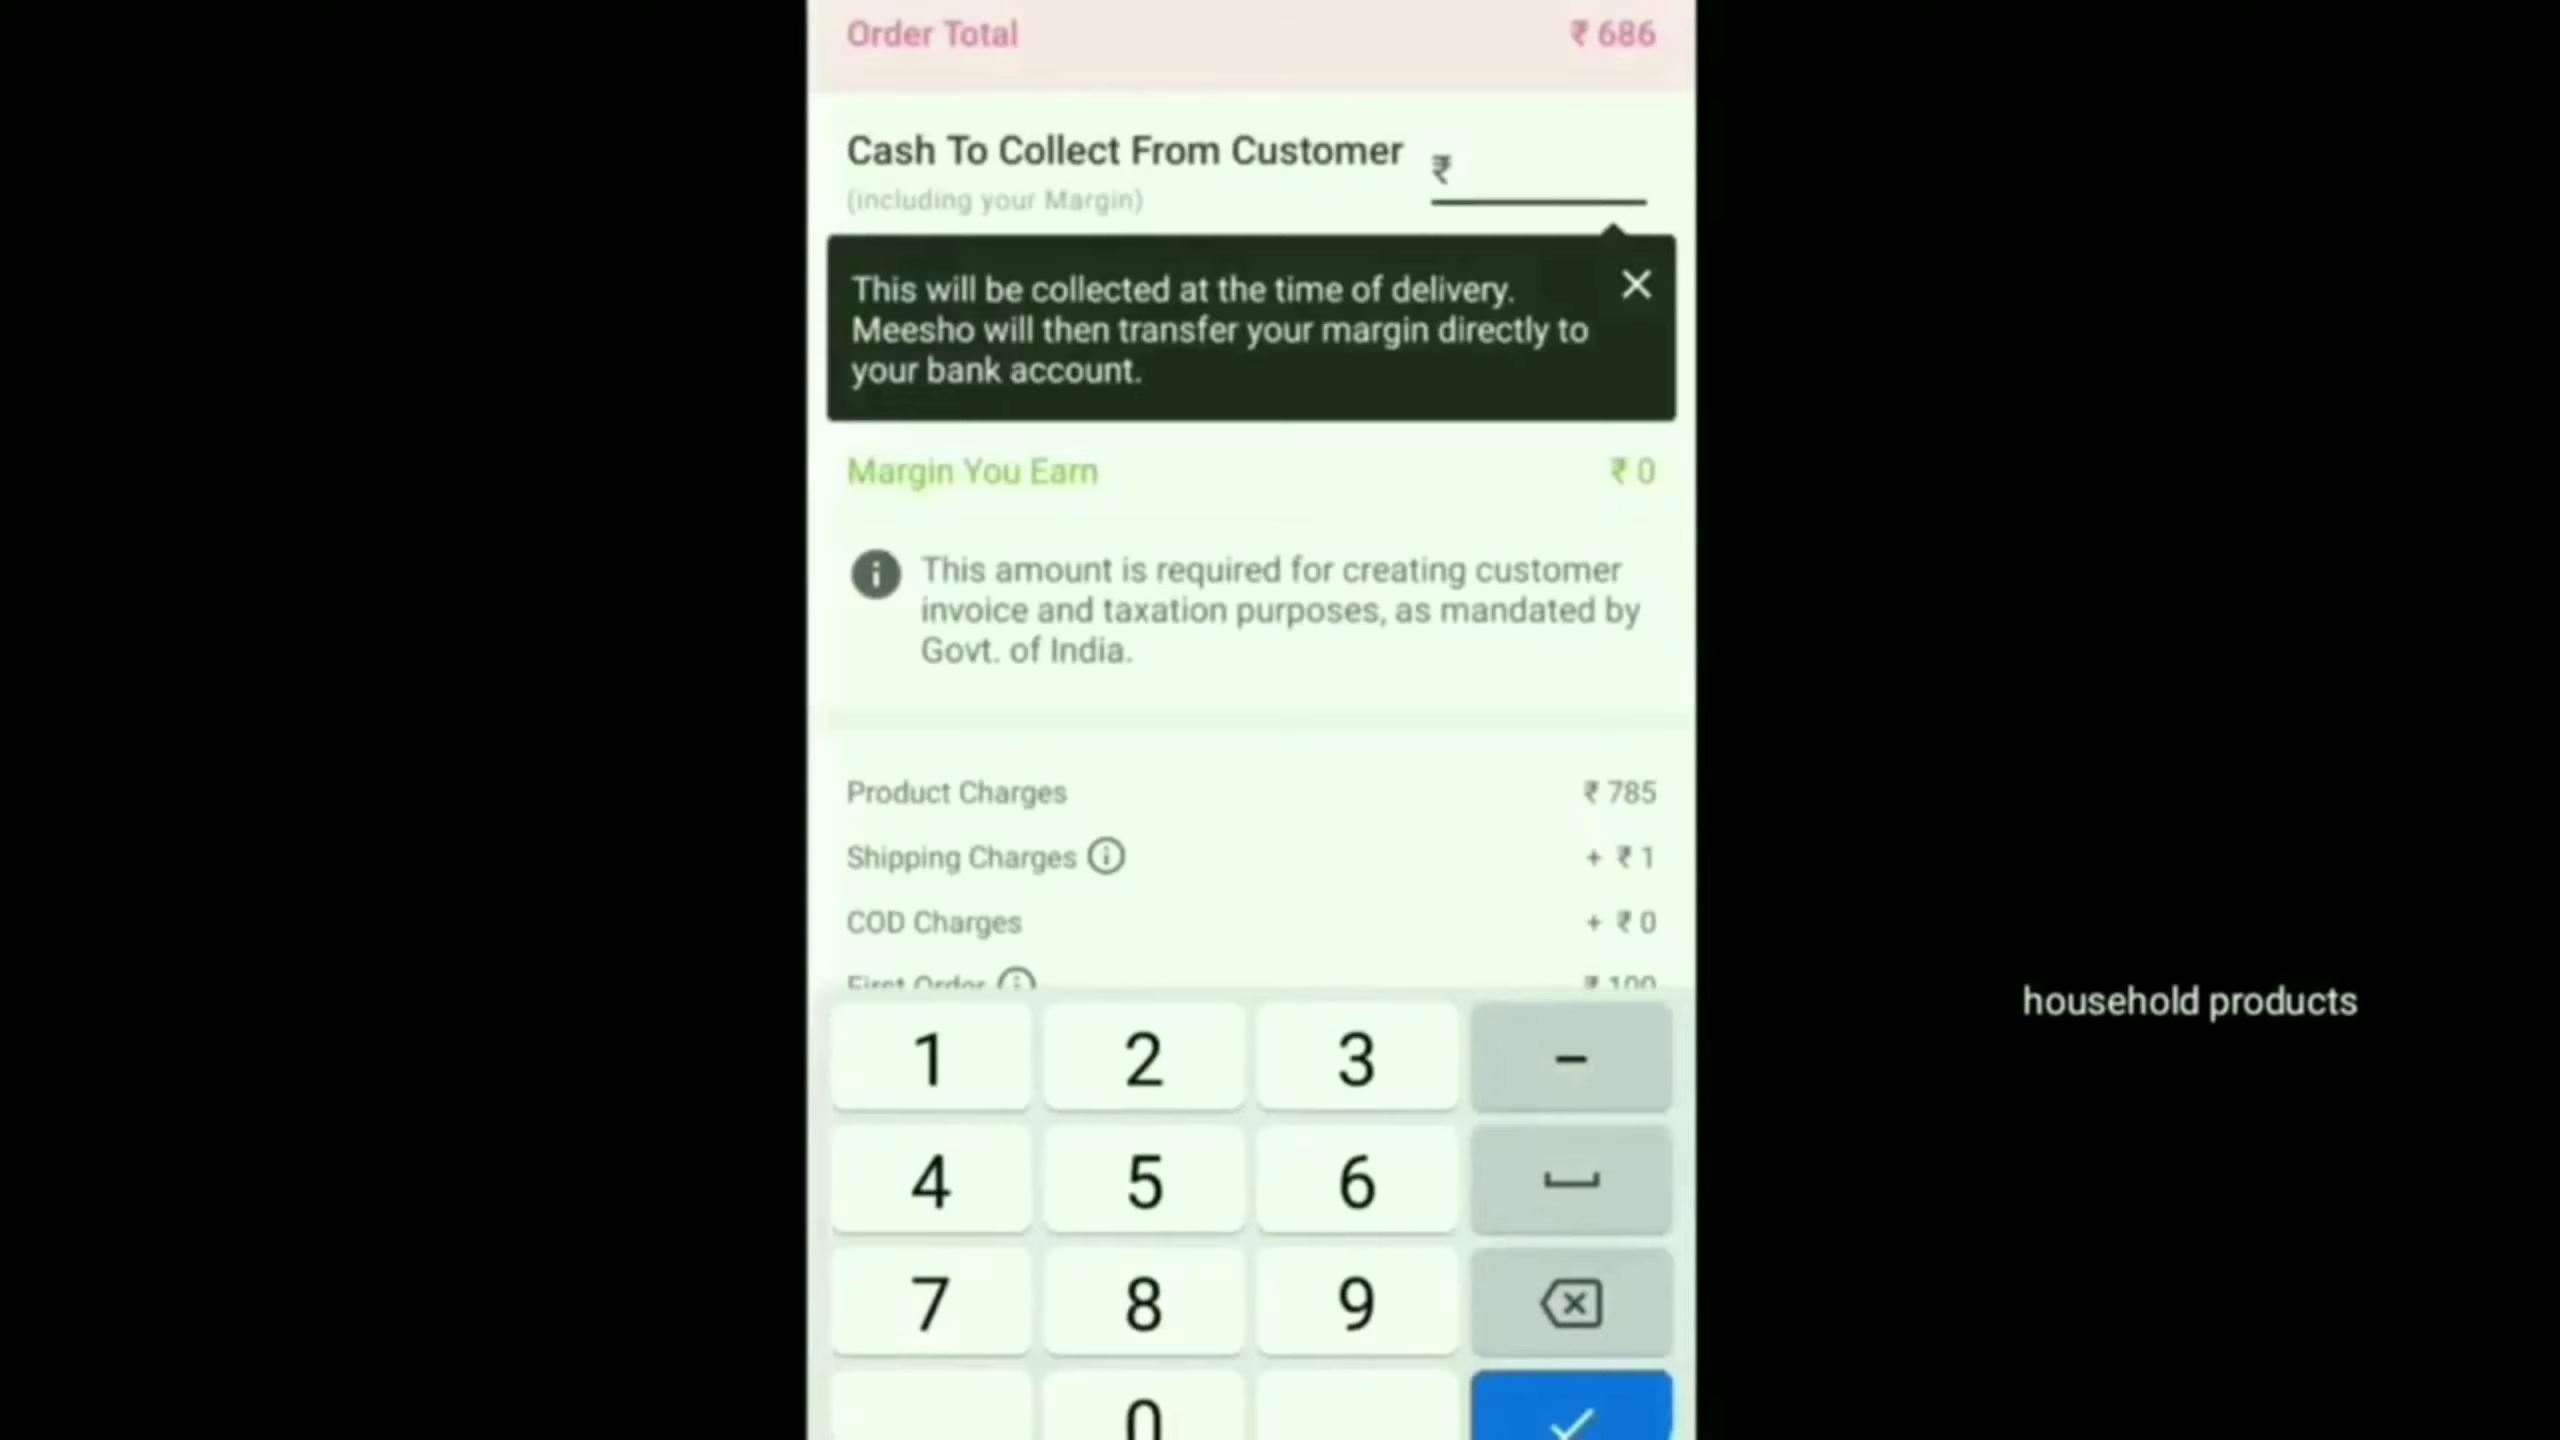 Order Total ₹ 686
Cash To Collect From Customer ₹
(including your Margin)
This will be collected at the time of delivery.
Meesho will then transfer your margin directly to
your bank account.
Margin You Earn ₹ 0
This amount is required for creating customer
invoice and taxation purposes, as mandated by
Govt. of India.
Product Charges ₹ 785
Shipping Charges + ₹ 1
COD Charges + ₹ 0
First Order ₹ 100
household products
1 2 3 -
4 5 6
7 8 9
0